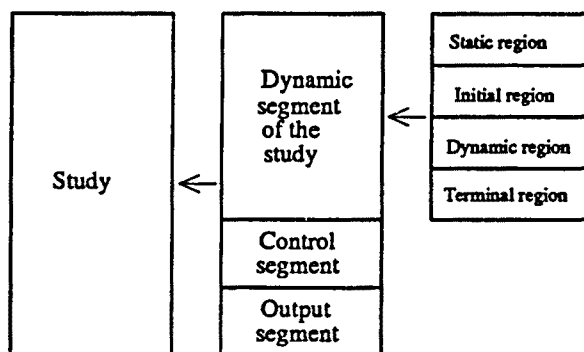 Study
Dynamic
segment
of the
study
Control
segment
Output
segment
Static region
Initial region
Dynamic region
Terminal region